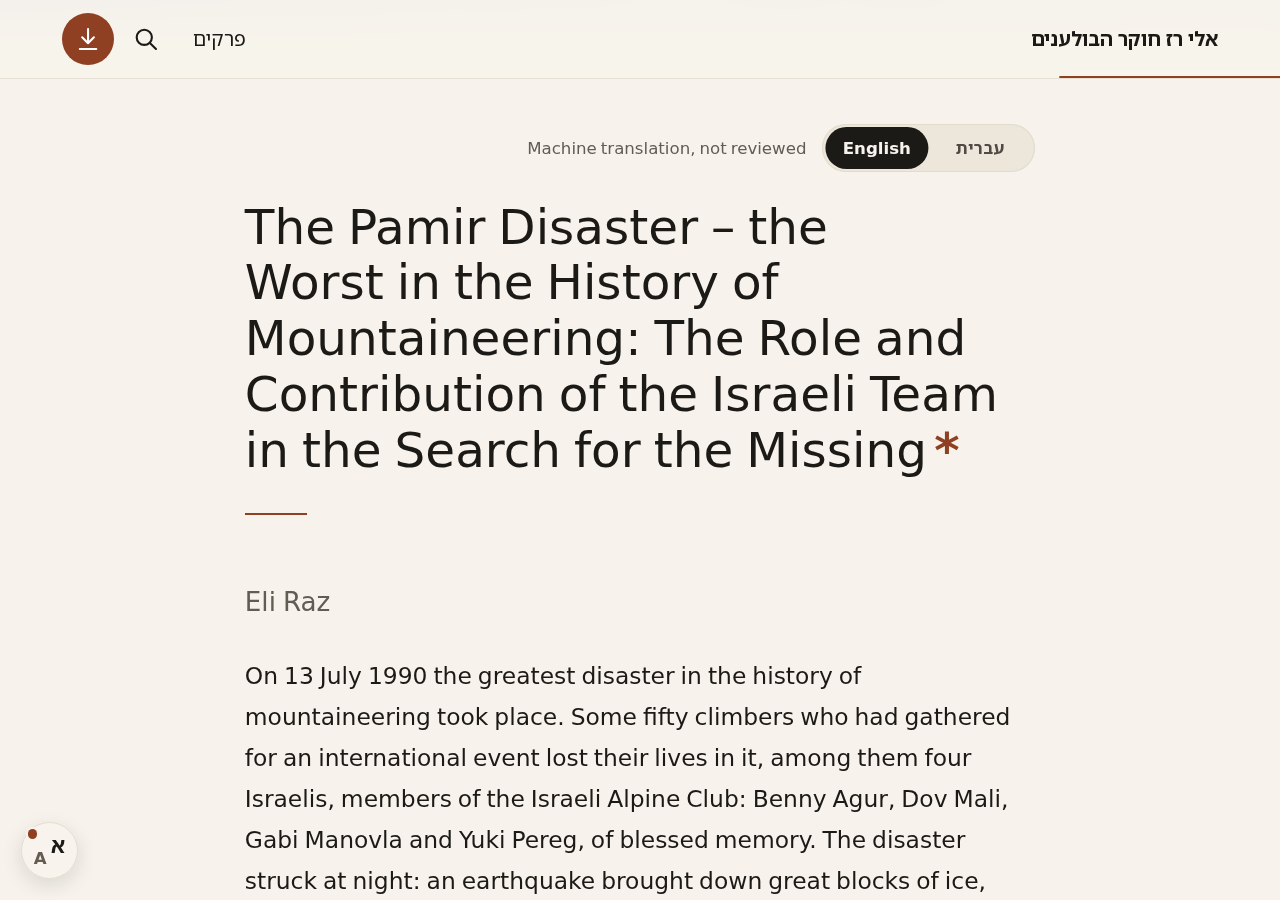 אלי רז חוקר הבולענים
פרקים
Machine translation, not reviewed
English
עברית
The Pamir Disaster – the
Worst in the History of
Mountaineering: The Role and
Contribution of the Israeli Team
in the Search for the Missing *
Eli Raz
On 13 July 1990 the greatest disaster in the history of
mountaineering took place. Some fifty climbers who had gathered
for an international event lost their lives in it, among them four
Israelis, members of the Israeli Alpine Club: Benny Agur, Dov Mali,
Gabi Manovla and Yuki Pereg, of blessed memory. The disaster
struck at night: an earthquake brought down great blocks of ice,
A א